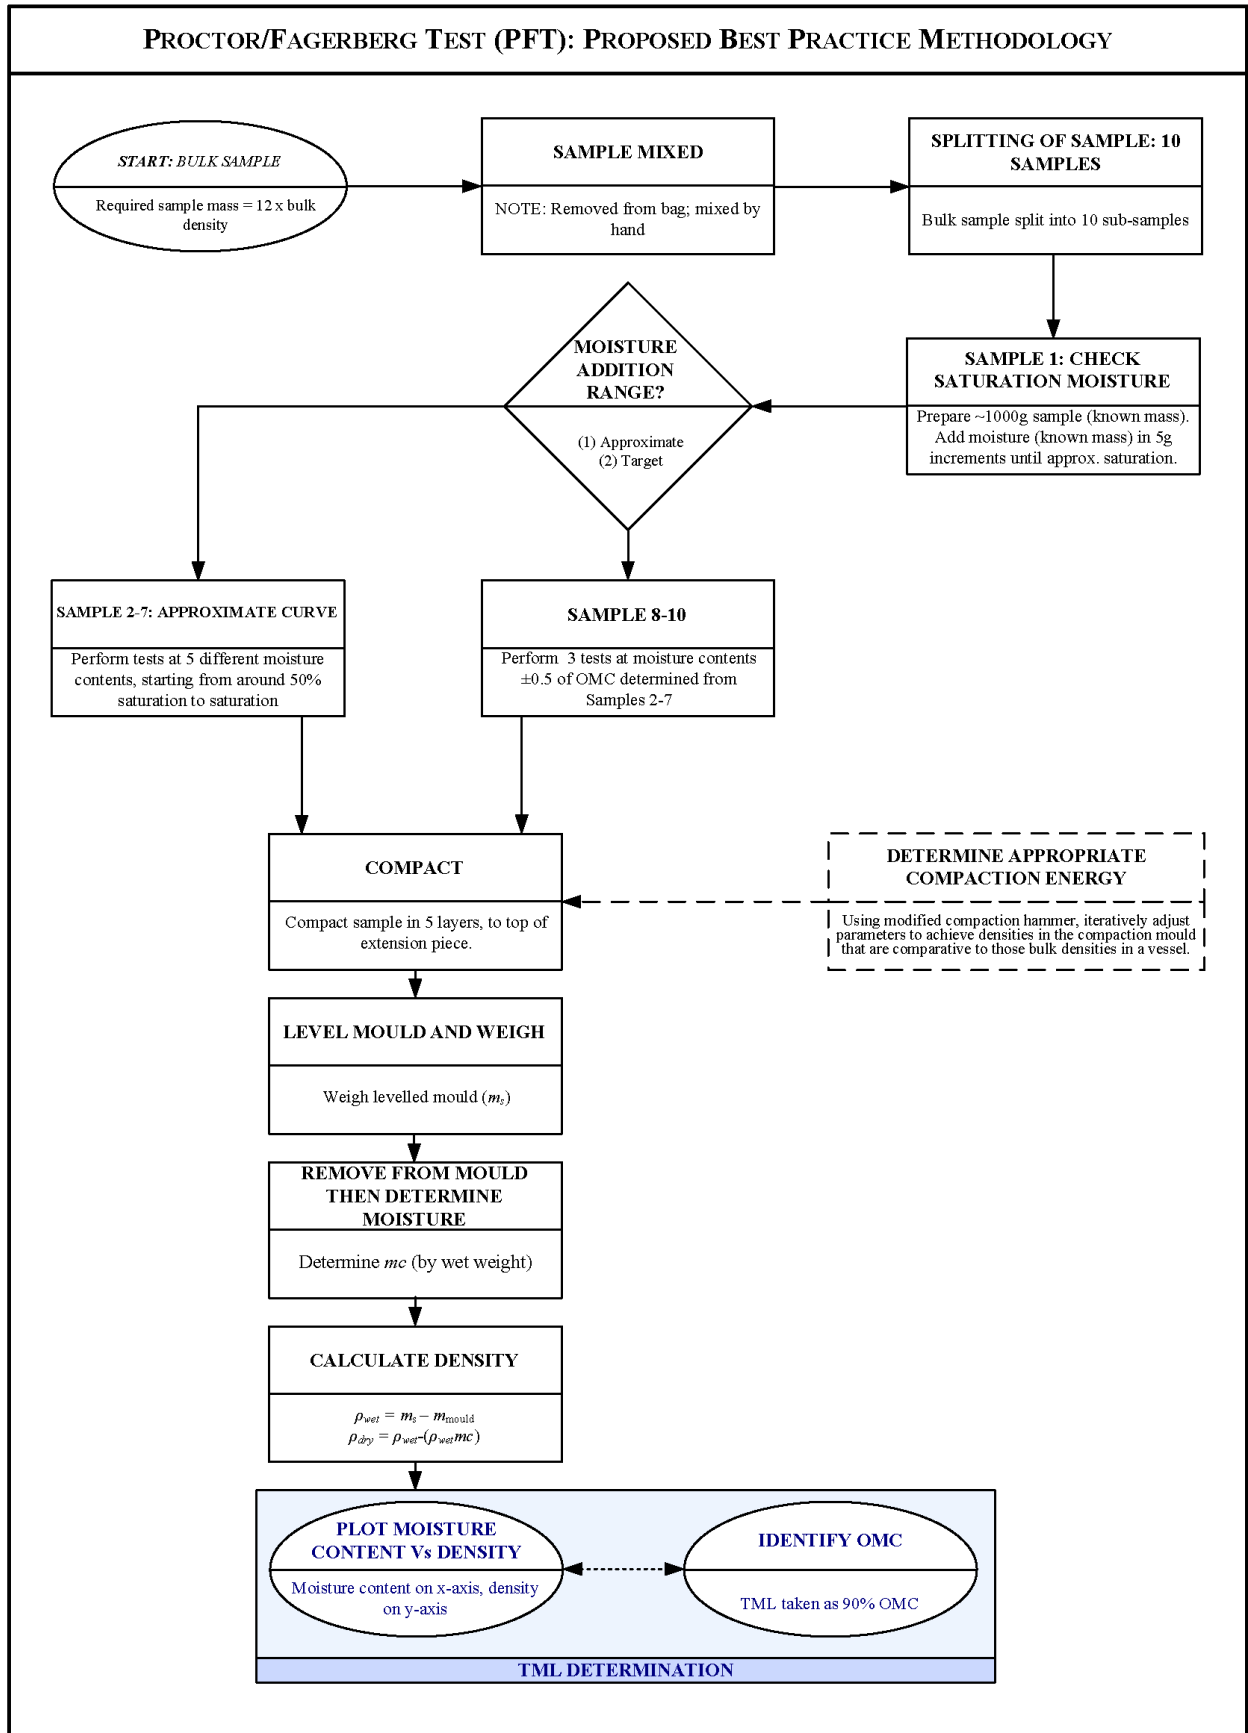 PROCTOR/FAGERBERG TEST (PFT): PROPOSED BEST PRACTICE METHODOLOGY
START: BULK SAMPLE
Required sample mass = 12 x bulk
density
SAMPLE MIXED
NOTE: Removed from bag; mixed by
hand
SPLITTING OF SAMPLE: 10
SAMPLES
Bulk sample split into 10 sub-samples
MOISTURE
ADDITION
RANGE?
(1) Approximate
(2) Target
SAMPLE 1: CHECK
SATURATION MOISTURE
Prepare ~1000g sample (known mass).
Add moisture (known mass) in 5g
increments until approx. saturation.
SAMPLE 2-7: APPROXIMATE CURVE
Perform tests at 5 different moisture
contents, starting from around 50%
saturation to saturation
SAMPLE 8-10
Perform 3 tests at moisture contents
±0.5 of OMC determined from
Samples 2-7
COMPACT
Compact sample in 5 layers, to top of
extension piece.
DETERMINE APPROPRIATE
COMPACTION ENERGY
Using modified compaction hammer, iteratively adjust
parameters to achieve densities in the compaction mould
that are comparative to those bulk densities in a vessel.
LEVEL MOULD AND WEIGH
Weigh levelled mould (ms)
REMOVE FROM MOULD
THEN DETERMINE
MOISTURE
Determine mc (by wet weight)
CALCULATE DENSITY
ρwet = ms – mmould
ρdry = ρwet-(ρwetmc)
PLOT MOISTURE
CONTENT Vs DENSITY
Moisture content on x-axis, density
on y-axis
IDENTIFY OMC
TML taken as 90% OMC
TML DETERMINATION